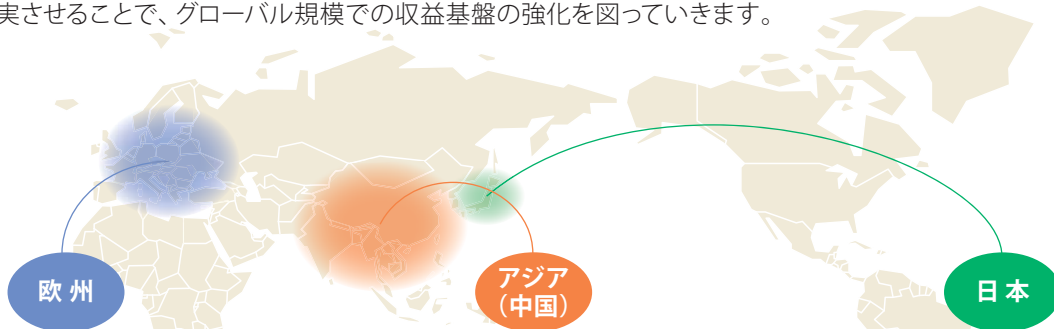 実させることで、グローバル規模での収益基盤の強化を図っていきます。
欧州
アジア
（中国）
日本